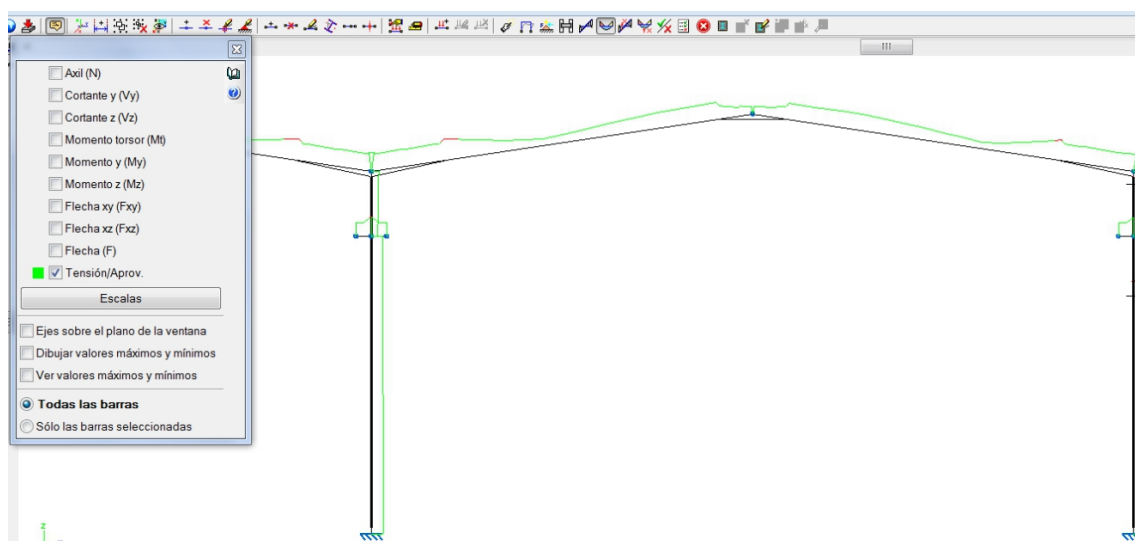 Axil (N)
Cortante y (Vy)
Cortante z (Vz)
Momento torsor (Mt)
Momento y (My)
Momento z (Mz)
Flecha xy (Fxy)
Flecha xz (Fxz)
Flecha (F)
Tensión/Aprov.
Escalas
Ejes sobre el plano de la ventana
Dibujar valores máximos y mínimos
Ver valores máximos y mínimos
Todas las barras
Sólo las barras seleccionadas
z